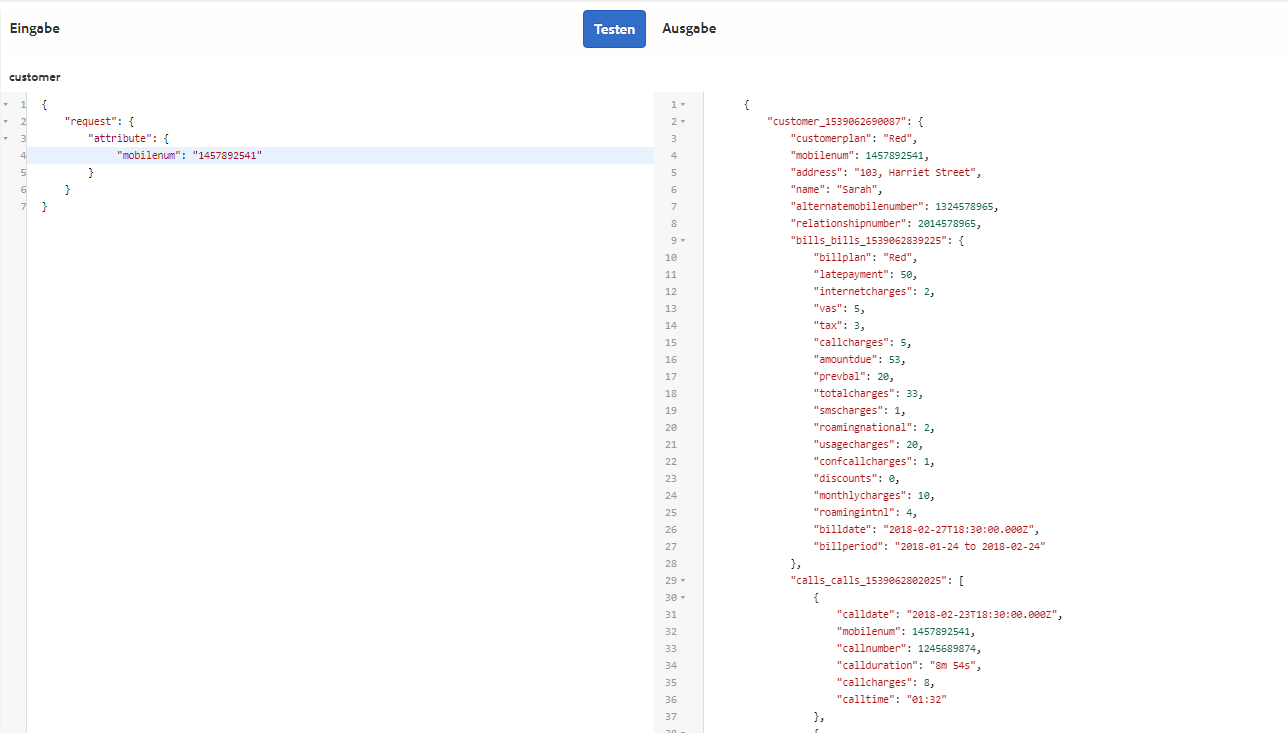 Eingabe
Testen
Ausgabe
customer
1 {
2 "request": {
3 "attribute": {
4 "mobilenum": "1457892541"
5 }
6 }
7 }
1 {
2 "customer_1539062690087": {
3 "customerplan": "Red",
4 "mobilenum": 1457892541,
5 "address": "103, Harriet Street",
6 "name": "Sarah",
7 "alternatemobilenumber": 1324578965,
8 "relationshipnumber": 2014578965,
9 "bills_bills_1539062839225": {
10 "billplan": "Red",
11 "latepayment": 50,
12 "internetcharges": 2,
13 "vas": 5,
14 "tax": 3,
15 "callcharges": 5,
16 "amountdue": 53,
17 "prevbal": 20,
18 "totalcharges": 33,
19 "smscharges": 1,
20 "roamingnational": 2,
21 "usagecharges": 20,
22 "confcallcharges": 1,
23 "discounts": 0,
24 "monthlycharges": 10,
25 "roamingintnl": 4,
26 "billdate": "2018-02-27T18:30:00.000Z",
27 "billperiod": "2018-01-24 to 2018-02-24"
28 },
29 "calls_calls_1539062802025": [
30 {
31 "calldate": "2018-02-23T18:30:00.000Z",
32 "mobilenum": 1457892541,
33 "callnumber": 1245689874,
34 "callduration": "8m 54s",
35 "callcharges": 8,
36 "calltime": "01:32"
37 },
38 {